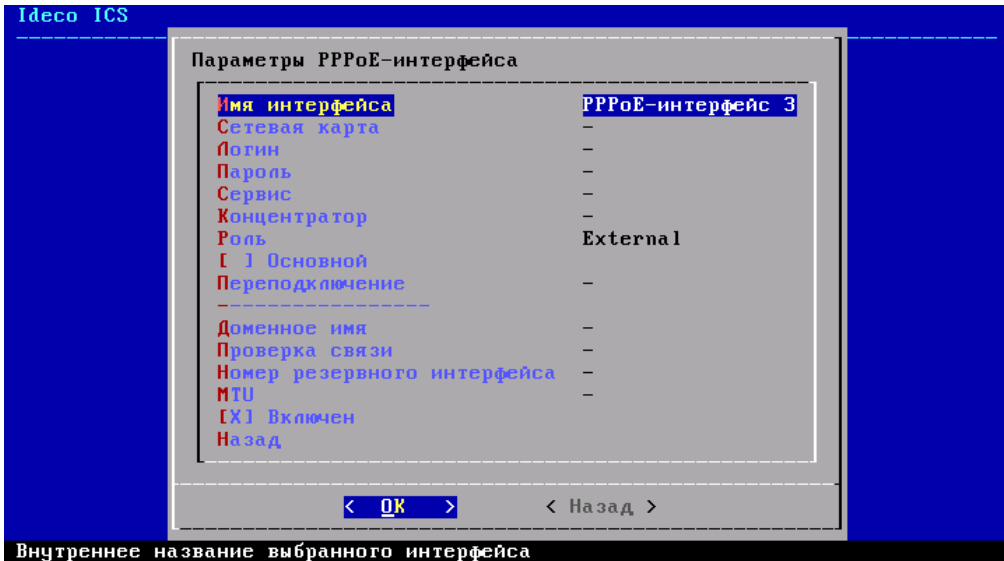 Ideco ICS
Параметры PPPoE-интерфейса
Имя интерфейса PPPoE-интерфейс 3
Сетевая карта -
Логин -
Пароль -
Сервис -
Концентратор -
Роль External
[ ] Основной
Переподключение -
-----------------
Доменное имя -
Проверка связи -
Номер резервного интерфейса -
MTU -
[X] Включен
Назад
< OK > < Назад >
Внутреннее название выбранного интерфейса